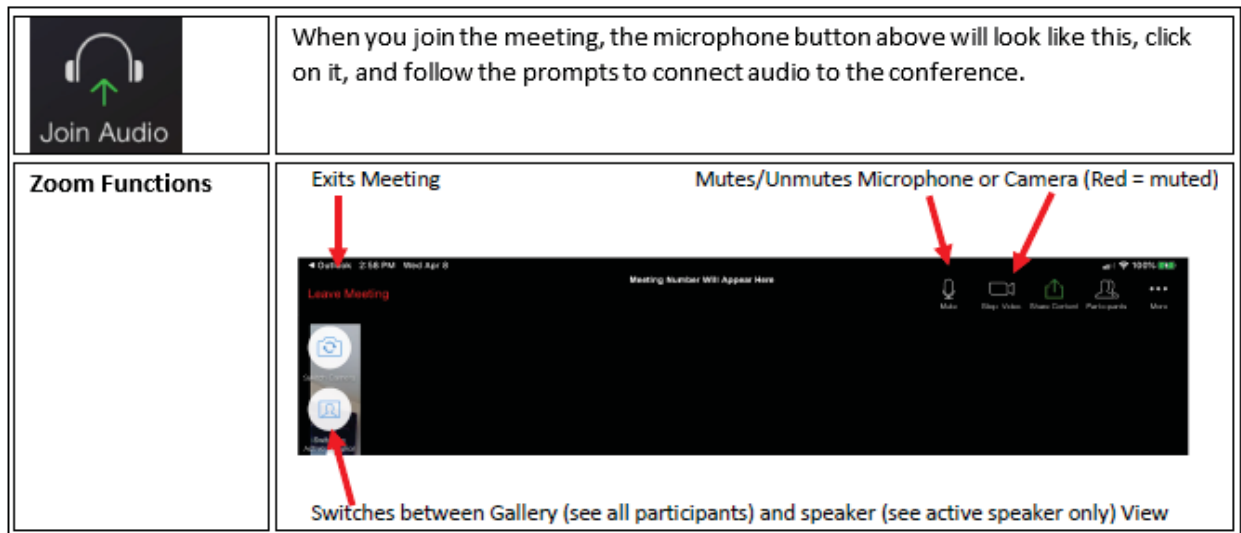 When you join the meeting, the microphone button above will look like this, click
on it, and follow the prompts to connect audio to the conference.
Join Audio
Zoom Functions
Exits Meeting
Mutes/Unmutes Microphone or Camera (Red = muted)
2:58 PM Wed Apr 8
100%
Meeting Number Will Appear Here
Leave Meeting
Mute
Stop Video
Share Content
Participants
More
Switch Camera
Switches between Gallery (see all participants) and speaker (see active speaker only) View